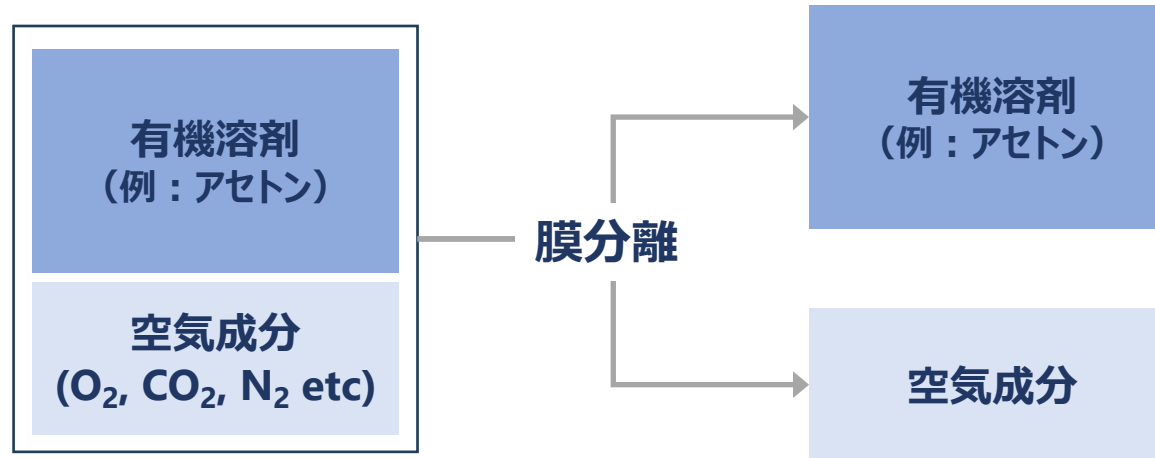 有機溶剤
（例：アセトン）
空気成分
(O₂, CO₂, N₂ etc)
膜分離
有機溶剤
（例：アセトン）
空気成分